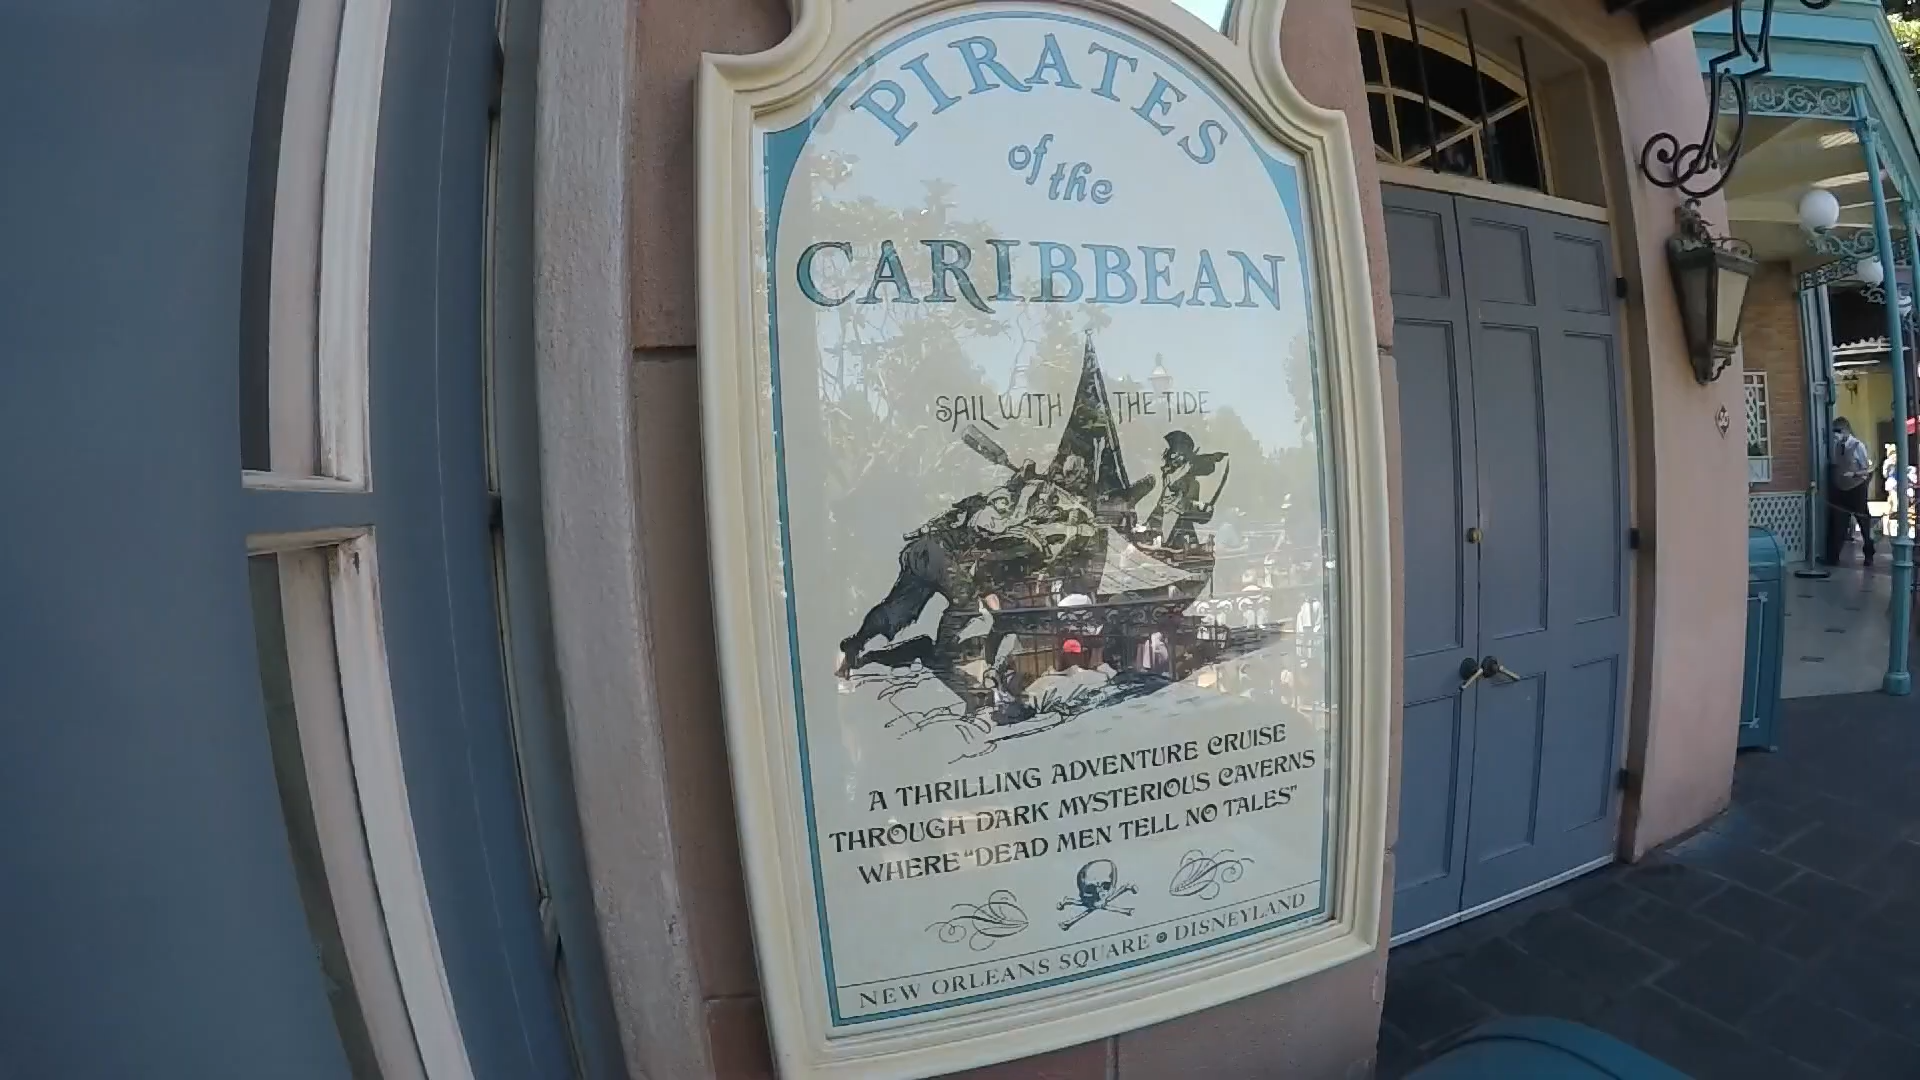 PIRATES
of the
CARIBBEAN
SAIL WITH THE TIDE
A THRILLING ADVENTURE CRUISE
THROUGH DARK MYSTERIOUS CAVERNS
WHERE "DEAD MEN TELL NO TALES"
NEW ORLEANS SQUARE • DISNEYLAND